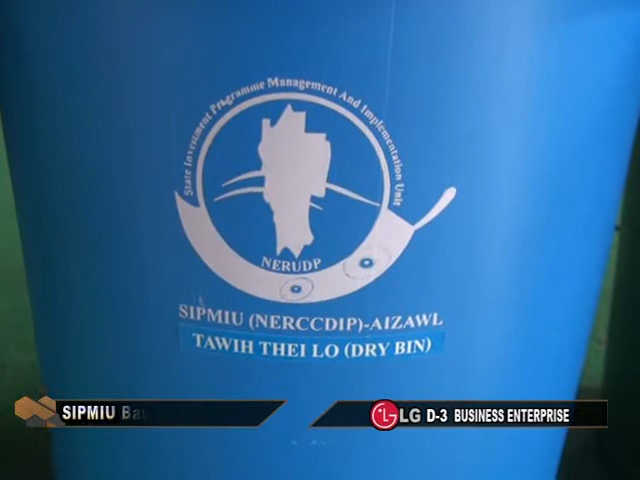 State Investment Programme Management And Implementation Unit
NERUDP
SIPMIU (NERCCDIP)-AIZAWL
TAWIH THEI LO (DRY BIN)
SIPMIU
LG D-3 BUSINESS ENTERPRISE